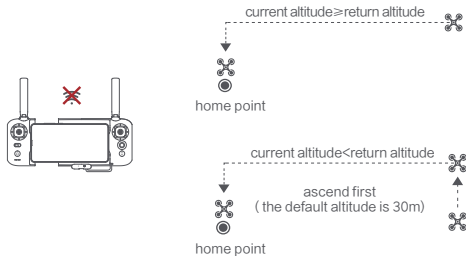 current altitude≥return altitude
home point
current altitude<return altitude
ascend first
( the default altitude is 30m)
home point